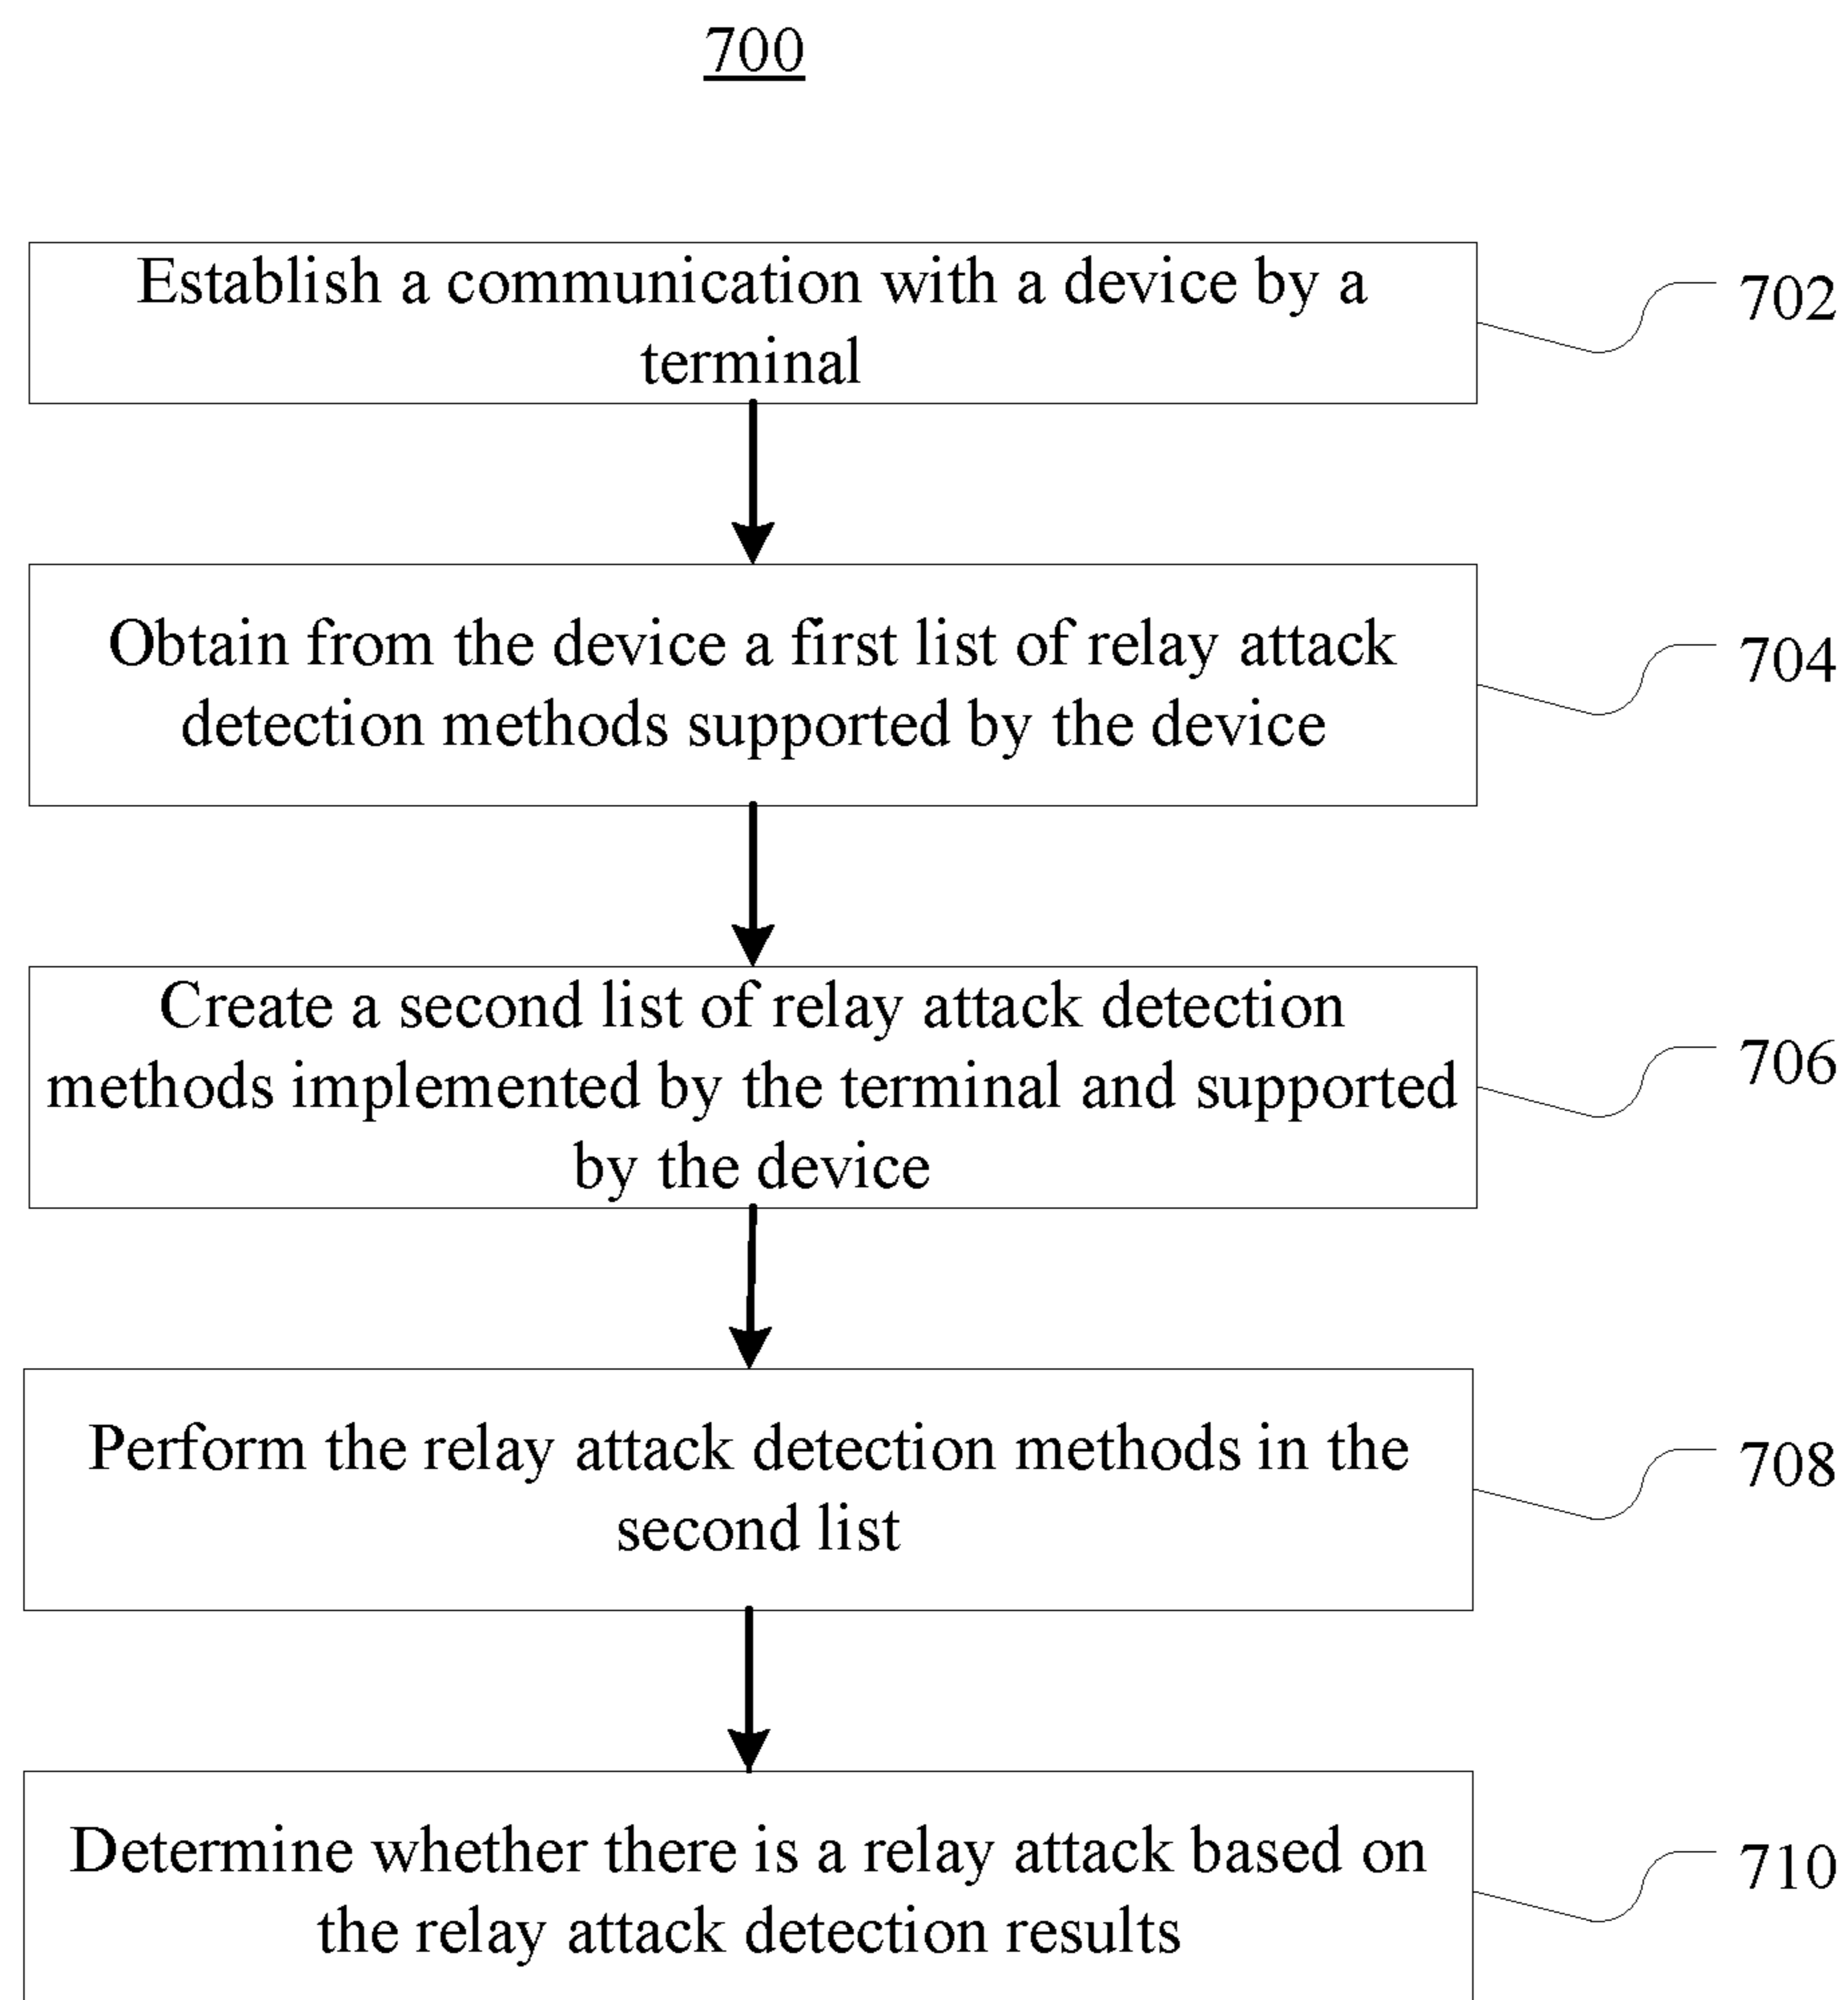 700
Establish a communication with a device by a
terminal
702
Obtain from the device a first list of relay attack
detection methods supported by the device
704
Create a second list of relay attack detection
methods implemented by the terminal and supported
by the device
706
Perform the relay attack detection methods in the
second list
708
Determine whether there is a relay attack based on
the relay attack detection results
710